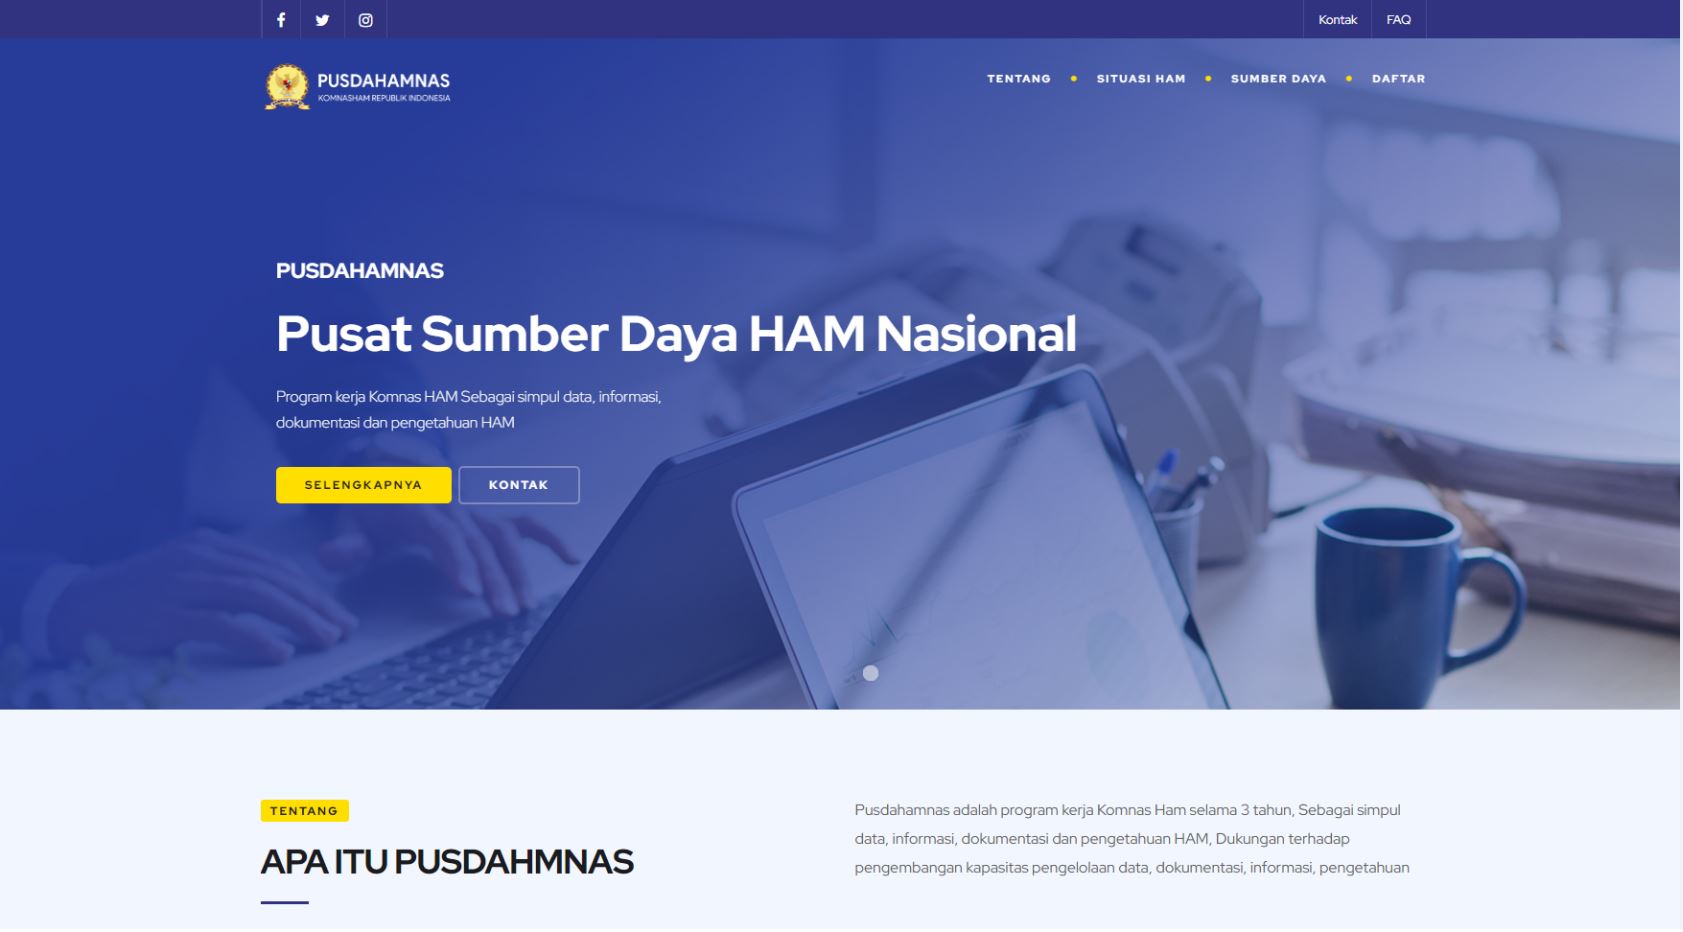 Kontak
FAQ
PUSDAHAMNAS
KOMNASHAM REPUBLIK INDONESIA
TENTANG
SITUASI HAM
SUMBER DAYA
DAFTAR
PUSDAHAMNAS
Pusat Sumber Daya HAM Nasional
Program kerja Komnas HAM Sebagai simpul data, informasi,
dokumentasi dan pengetahuan HAM
SELENGKAPNYA
KONTAK
TENTANG
APA ITU PUSDAHMNAS
Pusdahamnas adalah program kerja Komnas Ham selama 3 tahun, Sebagai simpul
data, informasi, dokumentasi dan pengetahuan HAM, Dukungan terhadap
pengembangan kapasitas pengelolaan data, dokumentasi, informasi, pengetahuan